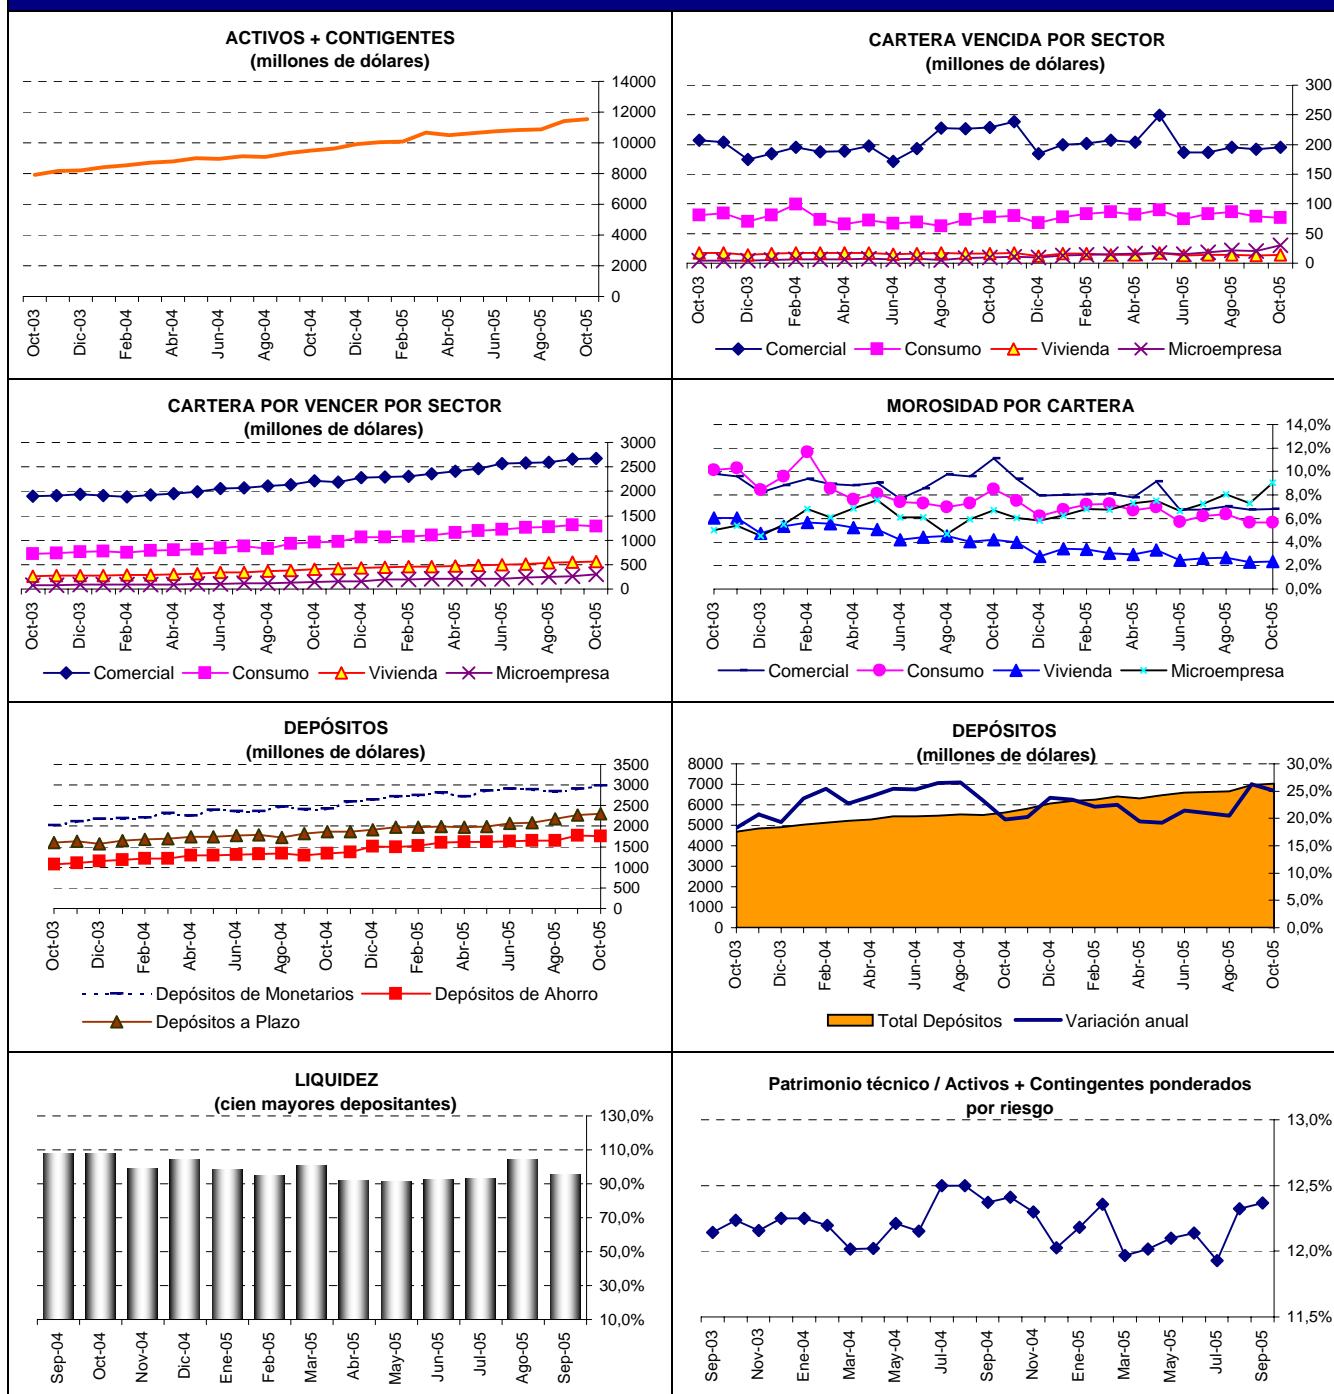 ACTIVOS + CONTIGENTES
(millones de dólares)
14000
12000
10000
8000
6000
4000
2000
0
Oct-03
Dic-03
Feb-04
Abr-04
Jun-04
Ago-04
Oct-04
Dic-04
Feb-05
Abr-05
Jun-05
Ago-05
Oct-05
CARTERA VENCIDA POR SECTOR
(millones de dólares)
300
250
200
150
100
50
0
Oct-03
Dic-03
Feb-04
Abr-04
Jun-04
Ago-04
Oct-04
Dic-04
Feb-05
Abr-05
Jun-05
Ago-05
Oct-05
Comercial Consumo Vivienda Microempresa
CARTERA POR VENCER POR SECTOR
(millones de dólares)
3000
2500
2000
1500
1000
500
0
Oct-03
Dic-03
Feb-04
Abr-04
Jun-04
Ago-04
Oct-04
Dic-04
Feb-05
Abr-05
Jun-05
Ago-05
Oct-05
Comercial Consumo Vivienda Microempresa
MOROSIDAD POR CARTERA
14,0%
12,0%
10,0%
8,0%
6,0%
4,0%
2,0%
0,0%
Oct-03
Dic-03
Feb-04
Abr-04
Jun-04
Ago-04
Oct-04
Dic-04
Feb-05
Abr-05
Jun-05
Ago-05
Oct-05
Comercial Consumo Vivienda Microempresa
DEPÓSITOS
(millones de dólares)
3500
3000
2500
2000
1500
1000
500
0
Oct-03
Dic-03
Feb-04
Abr-04
Jun-04
Ago-04
Oct-04
Dic-04
Feb-05
Abr-05
Jun-05
Ago-05
Oct-05
Depósitos de Monetarios Depósitos de Ahorro
Depósitos a Plazo
DEPÓSITOS
(millones de dólares)
8000
7000
6000
5000
4000
3000
2000
1000
0
30,0%
25,0%
20,0%
15,0%
10,0%
5,0%
0,0%
Oct-03
Dic-03
Feb-04
Abr-04
Jun-04
Ago-04
Oct-04
Dic-04
Feb-05
Abr-05
Jun-05
Ago-05
Oct-05
Total Depósitos Variación anual
LIQUIDEZ
(cien mayores depositantes)
130,0%
110,0%
90,0%
70,0%
50,0%
30,0%
10,0%
Sep-04
Oct-04
Nov-04
Dic-04
Ene-05
Feb-05
Mar-05
Abr-05
May-05
Jun-05
Jul-05
Ago-05
Sep-05
Patrimonio técnico / Activos + Contingentes ponderados
por riesgo
13,0%
12,5%
12,0%
11,5%
Sep-03
Nov-03
Ene-04
Mar-04
May-04
Jul-04
Sep-04
Nov-04
Ene-05
Mar-05
May-05
Jul-05
Sep-05